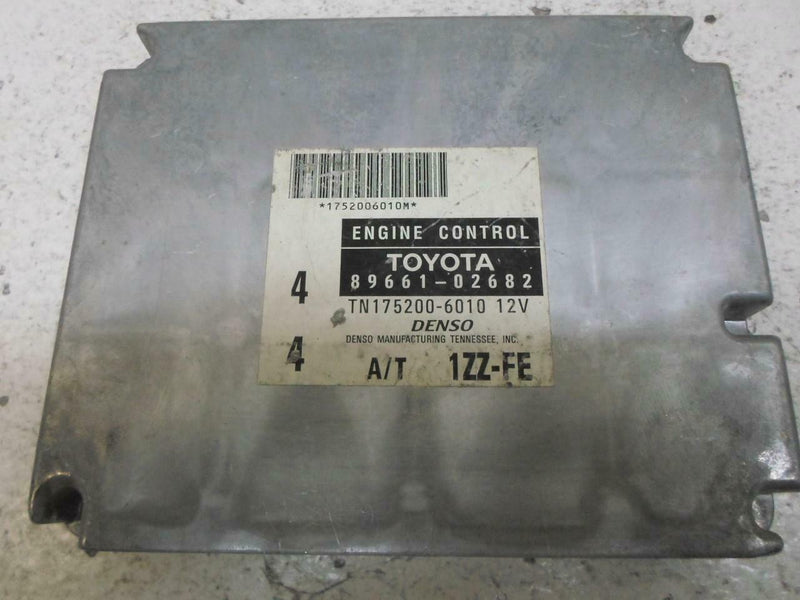 *1752006010M*
ENGINE CONTROL
TOYOTA
89661-02682
4
TN175200-6010 12V
DENSO
DENSO MANUFACTURING TENNESSEE, INC.
4
A/T 1ZZ-FE